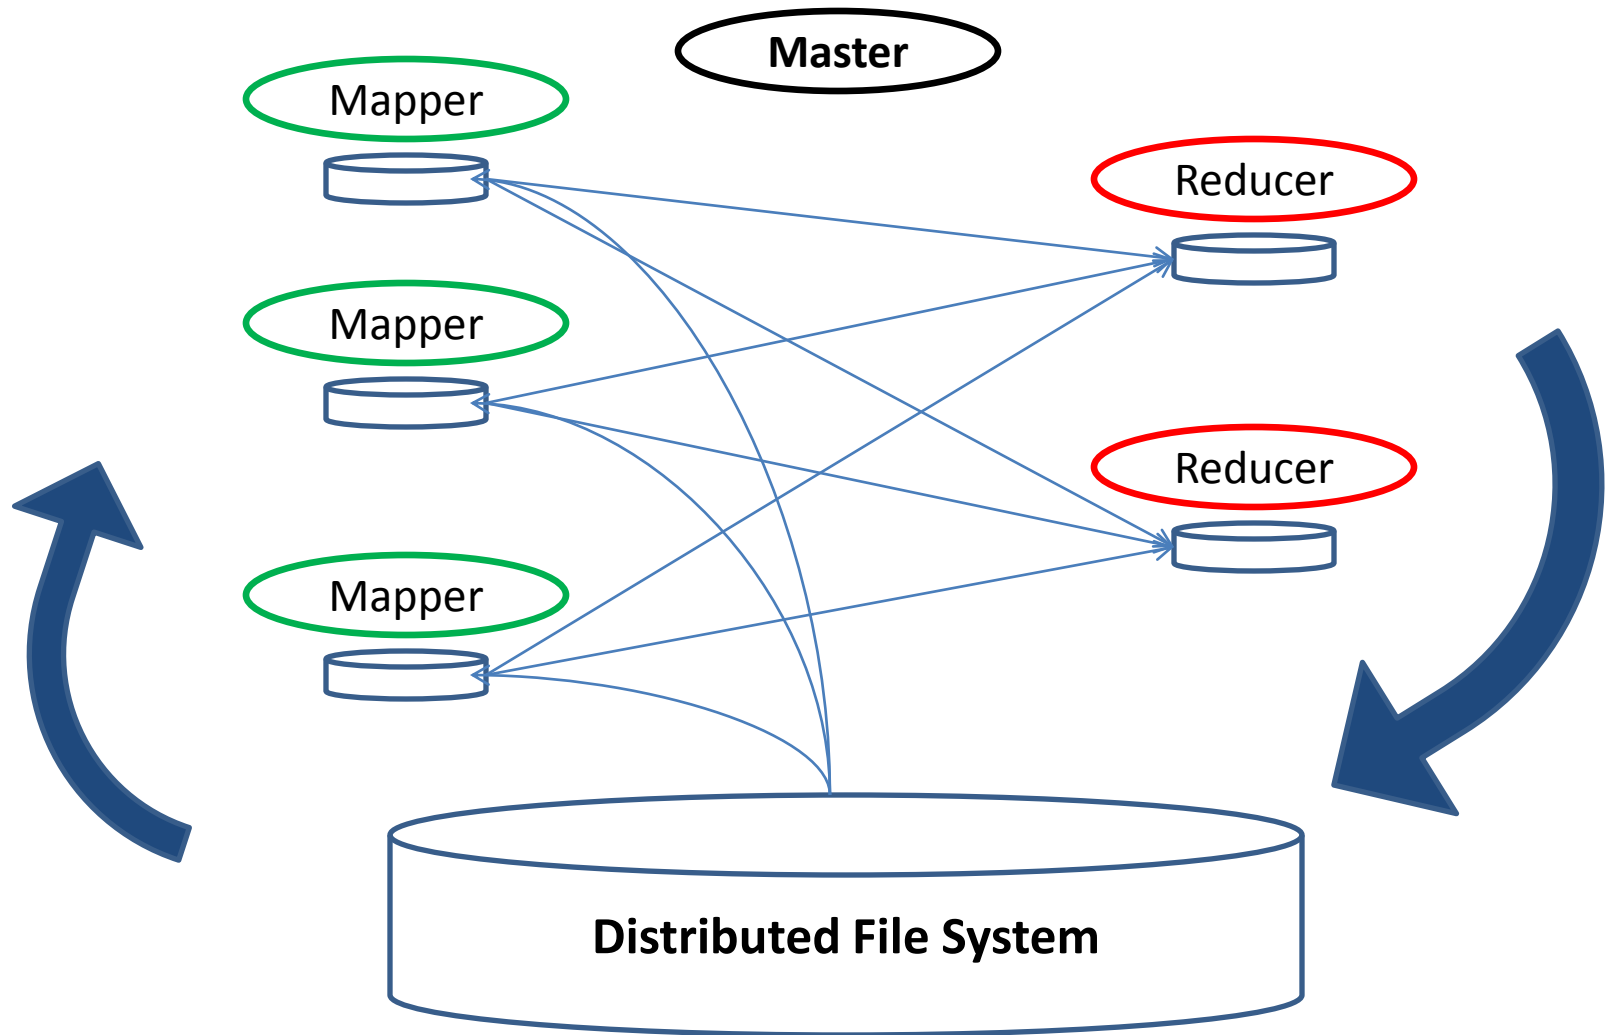 Master
Mapper
Reducer
Mapper
Reducer
Mapper
Distributed File System